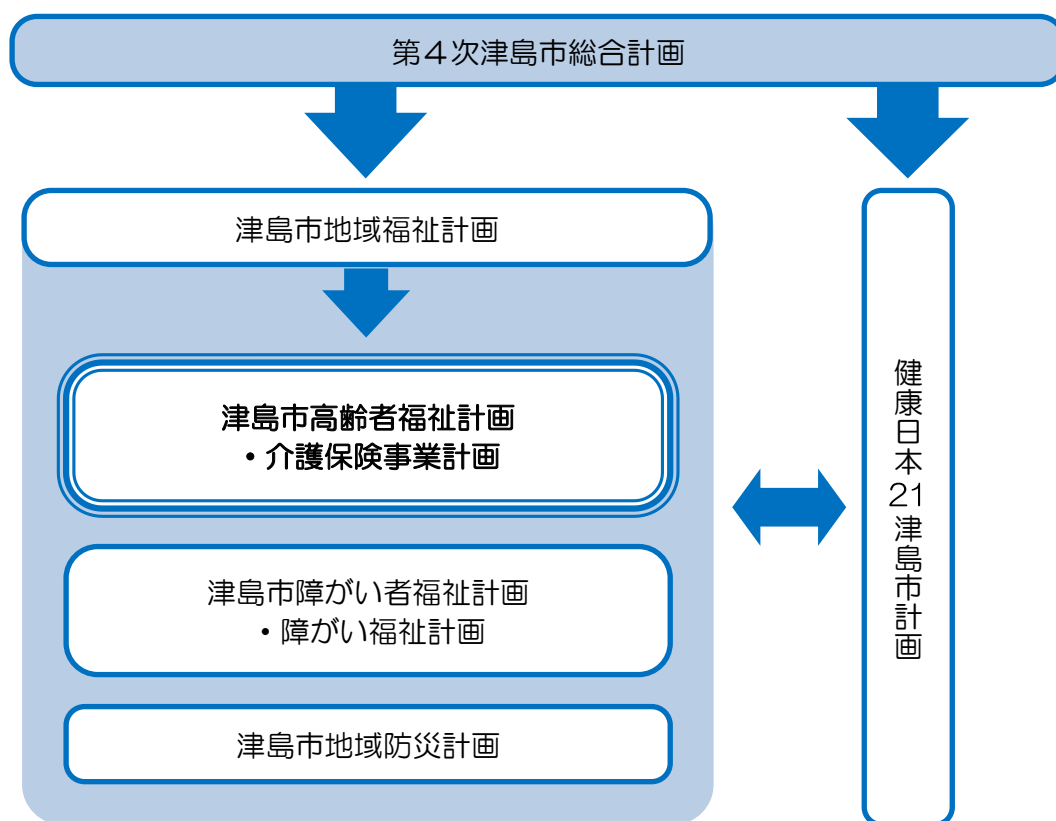 第４次津島市総合計画
津島市地域福祉計画
津島市高齢者福祉計画
・介護保険事業計画
津島市障がい者福祉計画
・障がい福祉計画
津島市地域防災計画
健康日本21津島市計画